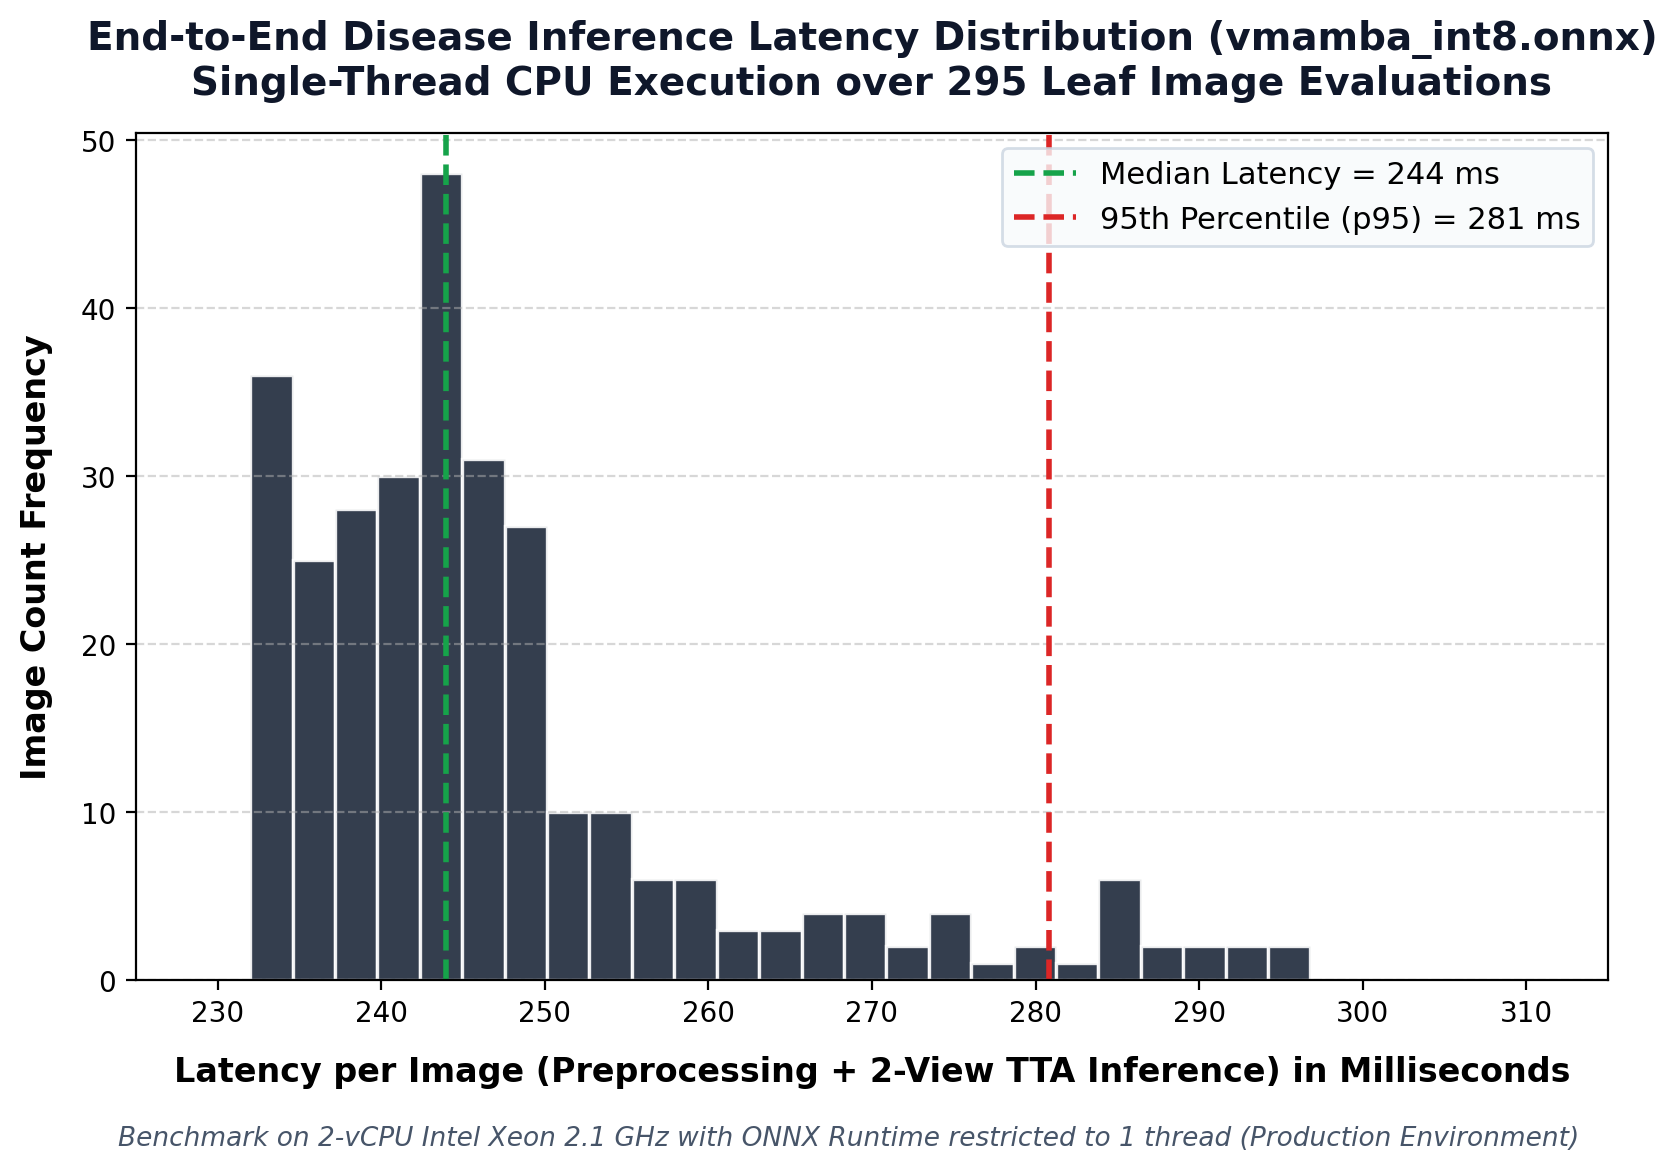 End-to-End Disease Inference Latency Distribution (vmamba_int8.onnx)
Single-Thread CPU Execution over 295 Leaf Image Evaluations
Median Latency = 244 ms
95th Percentile (p95) = 281 ms
Image Count Frequency
50
40
30
20
10
0
230 240 250 260 270 280 290 300 310
Latency per Image (Preprocessing + 2-View TTA Inference) in Milliseconds
Benchmark on 2-vCPU Intel Xeon 2.1 GHz with ONNX Runtime restricted to 1 thread (Production Environment)